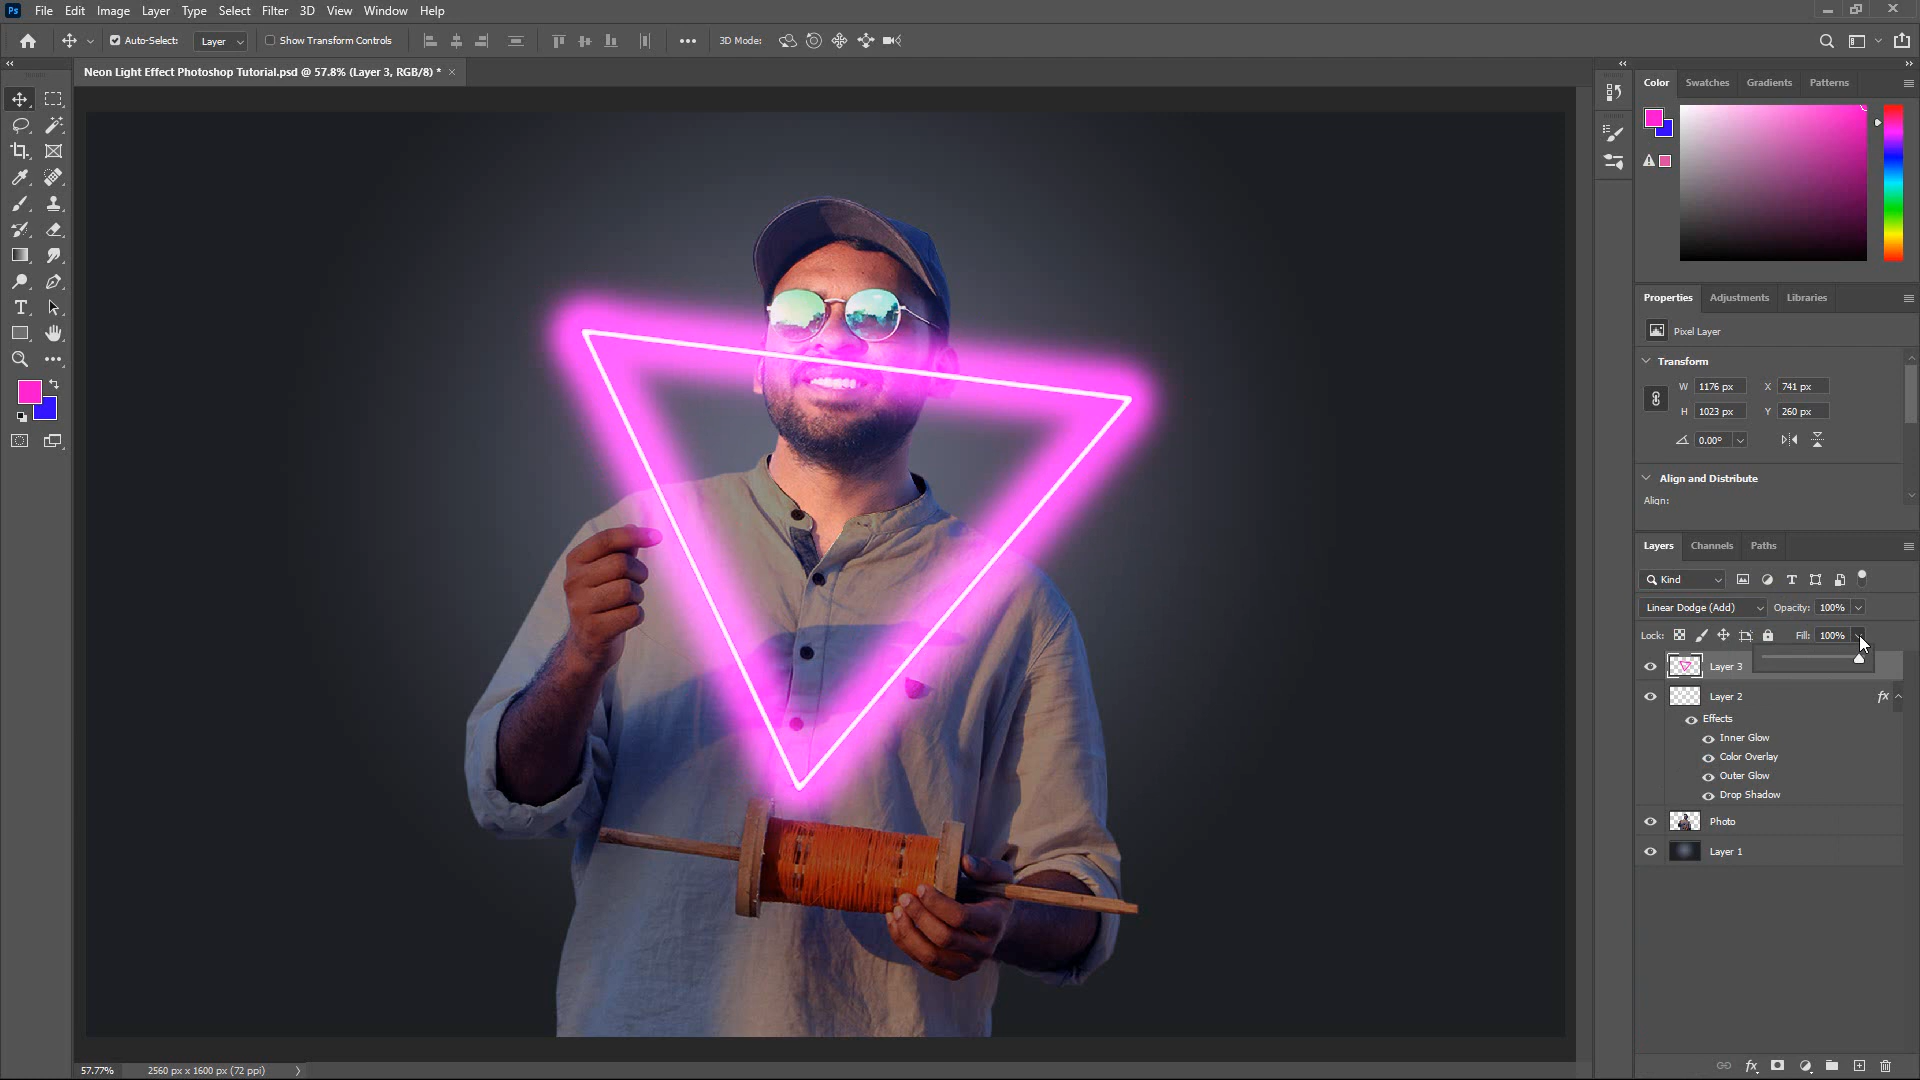 Ps File Edit Image Layer Type Select Filter 3D View Window Help
Auto-Select: Layer Show Transform Controls 3D Mode:
Neon Light Effect Photoshop Tutorial.psd @ 57.8% (Layer 3, RGB/8) *
Color Swatches Gradients Patterns
Properties Adjustments Libraries
Pixel Layer
Transform
W 1176 px X 741 px
H 1023 px Y 260 px
0.00°
Align and Distribute
Align:
Layers Channels Paths
Kind
Linear Dodge (Add) Opacity: 100%
Lock: Fill: 100%
Layer 3
Layer 2 fx
Effects
Inner Glow
Color Overlay
Outer Glow
Drop Shadow
Photo
Layer 1
57.77% 2560 px x 1600 px (72 ppi)
fx